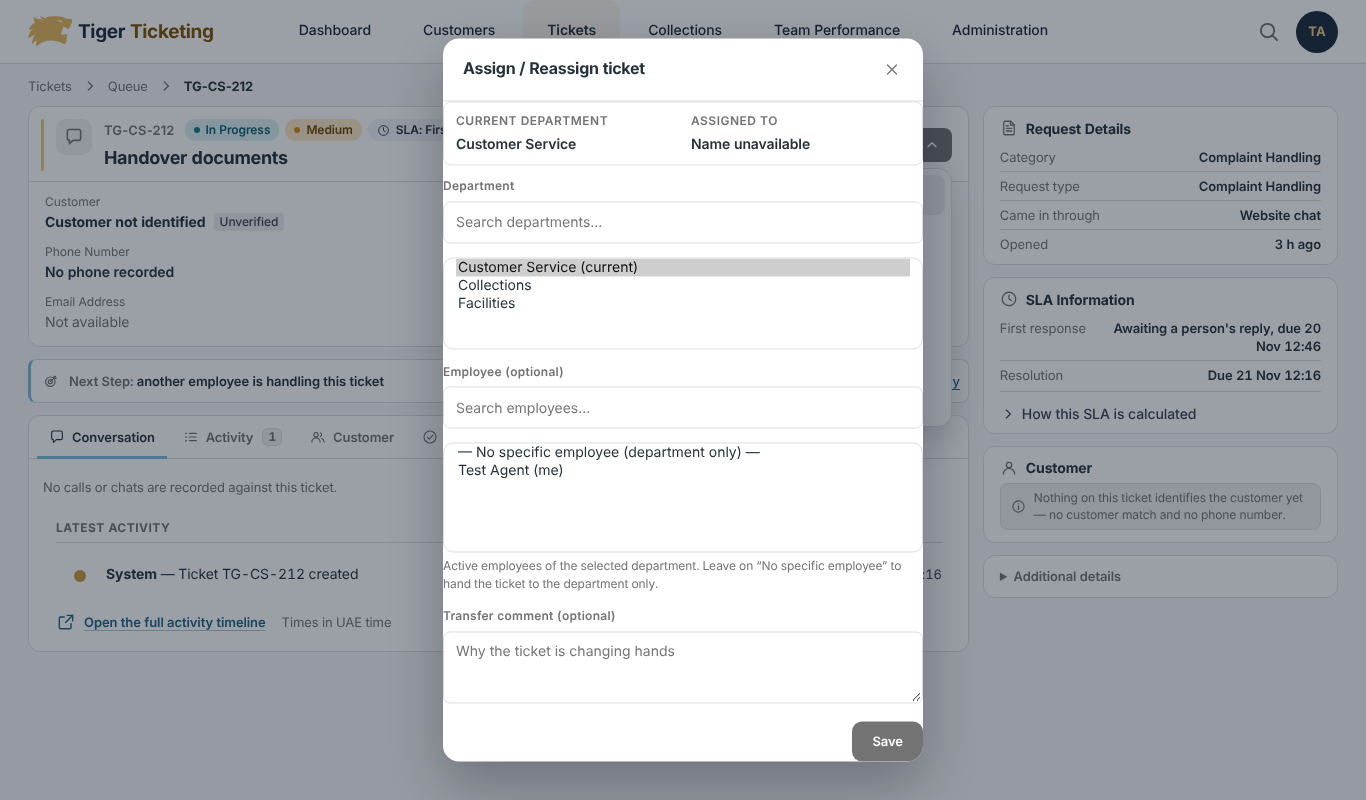 Tiger Ticketing
Dashboard
Customers
Tickets
Collections
Team Performance
Administration
TA
Tickets
Queue
TG-CS-212
TG-CS-212
In Progress
Medium
Handover documents
Customer
Customer not identified
Unverified
Phone Number
No phone recorded
Email Address
Not available
Next Step: another employee is handling this ticket
Conversation
Activity
1
Customer
No calls or chats are recorded against this ticket.
LATEST ACTIVITY
System — Ticket TG-CS-212 created
:16
Open the full activity timeline
Times in UAE time
Assign / Reassign ticket
CURRENT DEPARTMENT
Customer Service
ASSIGNED TO
Name unavailable
Department
Search departments...
Customer Service (current)
Collections
Facilities
Employee (optional)
Search employees...
— No specific employee (department only) —
Test Agent (me)
Active employees of the selected department. Leave on “No specific employee” to
hand the ticket to the department only.
Transfer comment (optional)
Why the ticket is changing hands
Save
Request Details
Category
Complaint Handling
Request type
Complaint Handling
Came in through
Website chat
Opened
3 h ago
SLA Information
First response
Awaiting a person's reply, due 20
Nov 12:46
Resolution
Due 21 Nov 12:16
How this SLA is calculated
Customer
Nothing on this ticket identifies the customer yet
— no customer match and no phone number.
Additional details